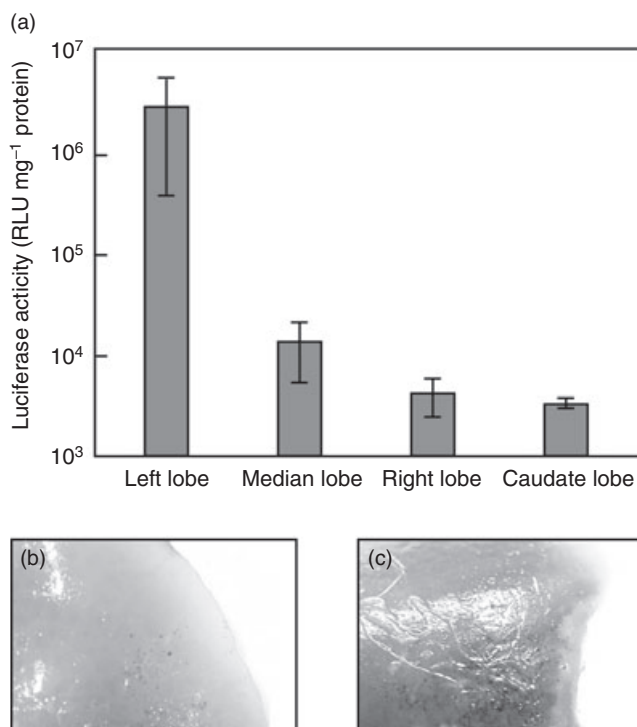 (a)
Luciferase acticity (RLU mg⁻¹ protein)
10⁷
10⁶
10⁵
10⁴
10³
Left lobe Median lobe Right lobe Caudate lobe
(b) (c)